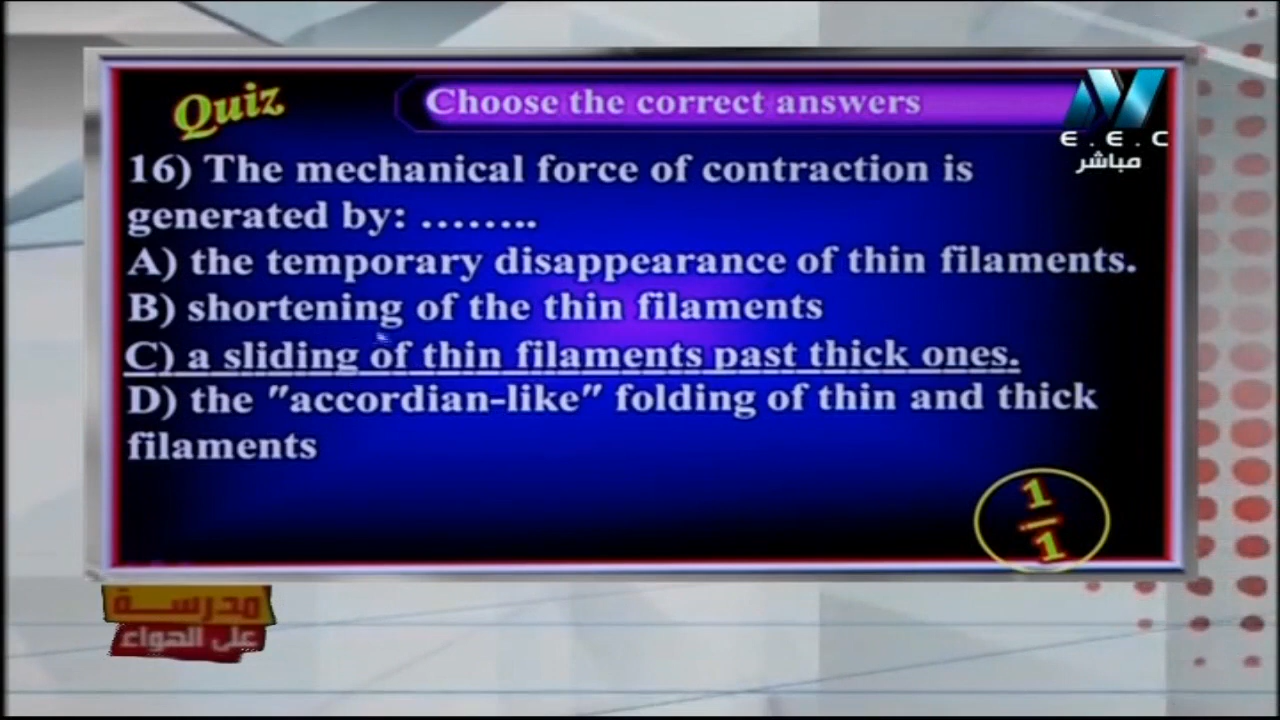 Quiz
Choose the correct answers
Є . Є . C
مباشر
16) The mechanical force of contraction is
generated by: ........
A) the temporary disappearance of thin filaments.
B) shortening of the thin filaments
C) a sliding of thin filaments past thick ones.
D) the "accordian-like" folding of thin and thick
filaments
1
1
مدرسة
على الهواء